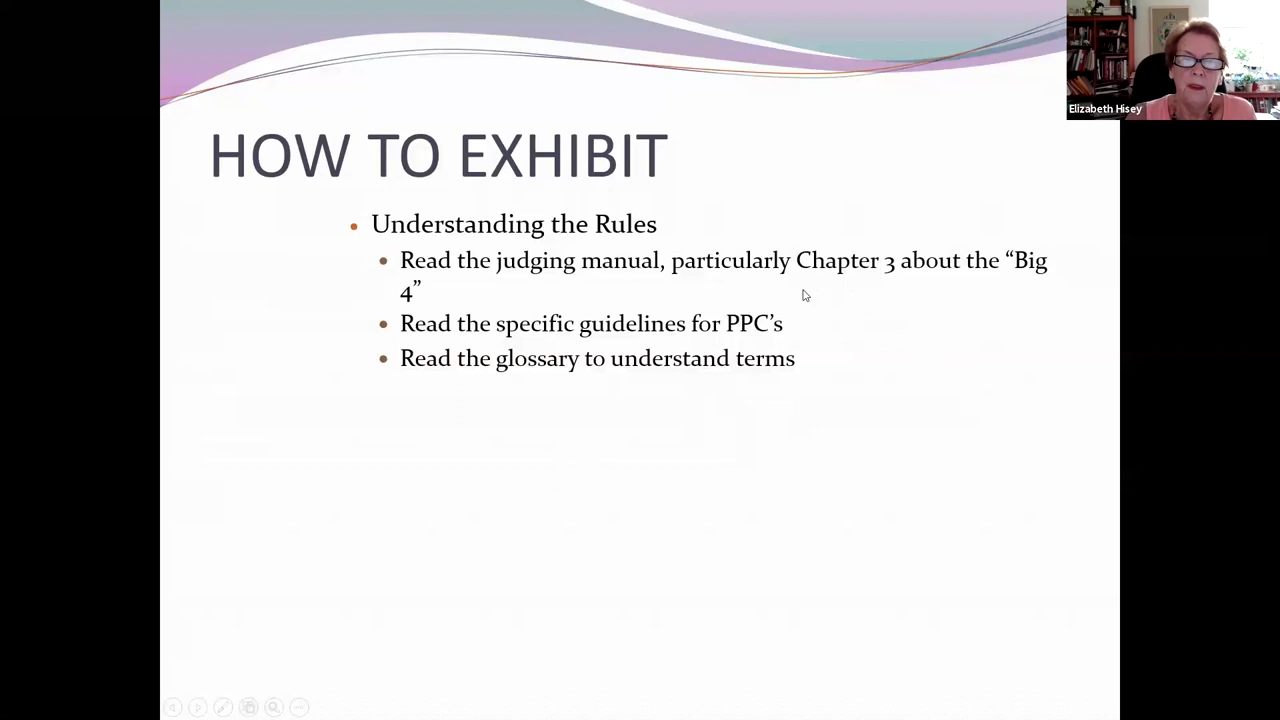 Elizabeth Hisey
HOW TO EXHIBIT
• Understanding the Rules
• Read the judging manual, particularly Chapter 3 about the “Big
4”
• Read the specific guidelines for PPC’s
• Read the glossary to understand terms